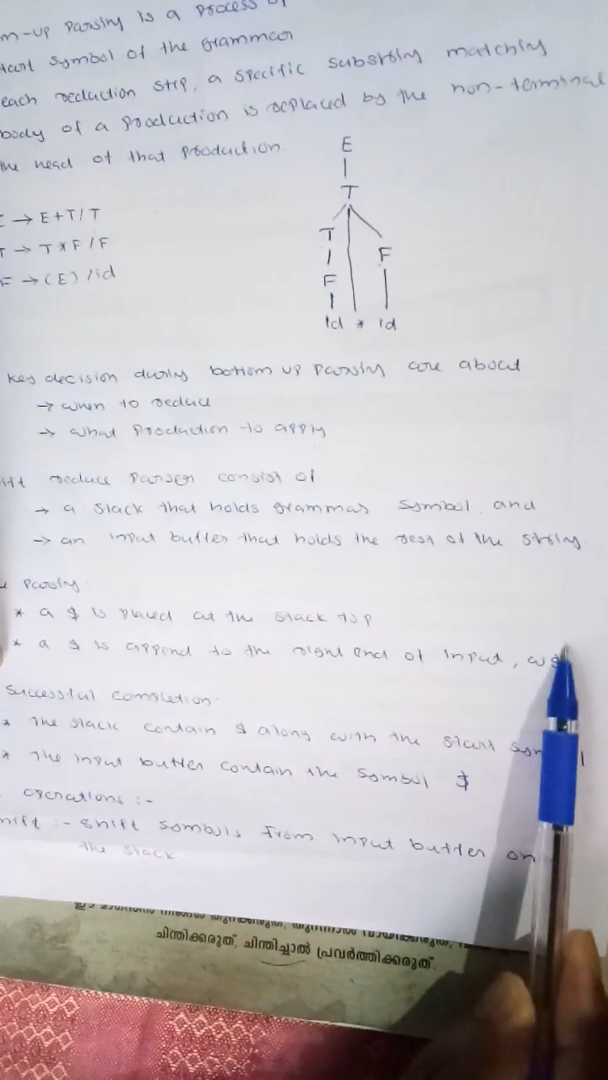 m-up parsing is a process of
tart symbol of the grammar
each reduction step, a specific substring matching
body of a production is replaced by the non-terminal
the head of that production
E
T
E → E+T/T
T
T → T*F/F
F
F → (E)/id
F
id * id
key decision during bottom up parsing are about
→ when to reduce
→ what production to apply
ift reduce parser consist of
→ a stack that holds grammar symbol and
→ an input buffer that holds the rest of the string.
e parsing:
* a $ is placed at the stack top
* a $ is append to the right end of input, w$
successful completion
* The stack contain $ along with the start
* The input buffer contain the symbol $
operations :-
hift :- shift symbols from input buffer on
the stack.
ചിന്തിക്കരുത്, ചിന്തിച്ചാൽ പ്രവർത്തിക്കരുത്.